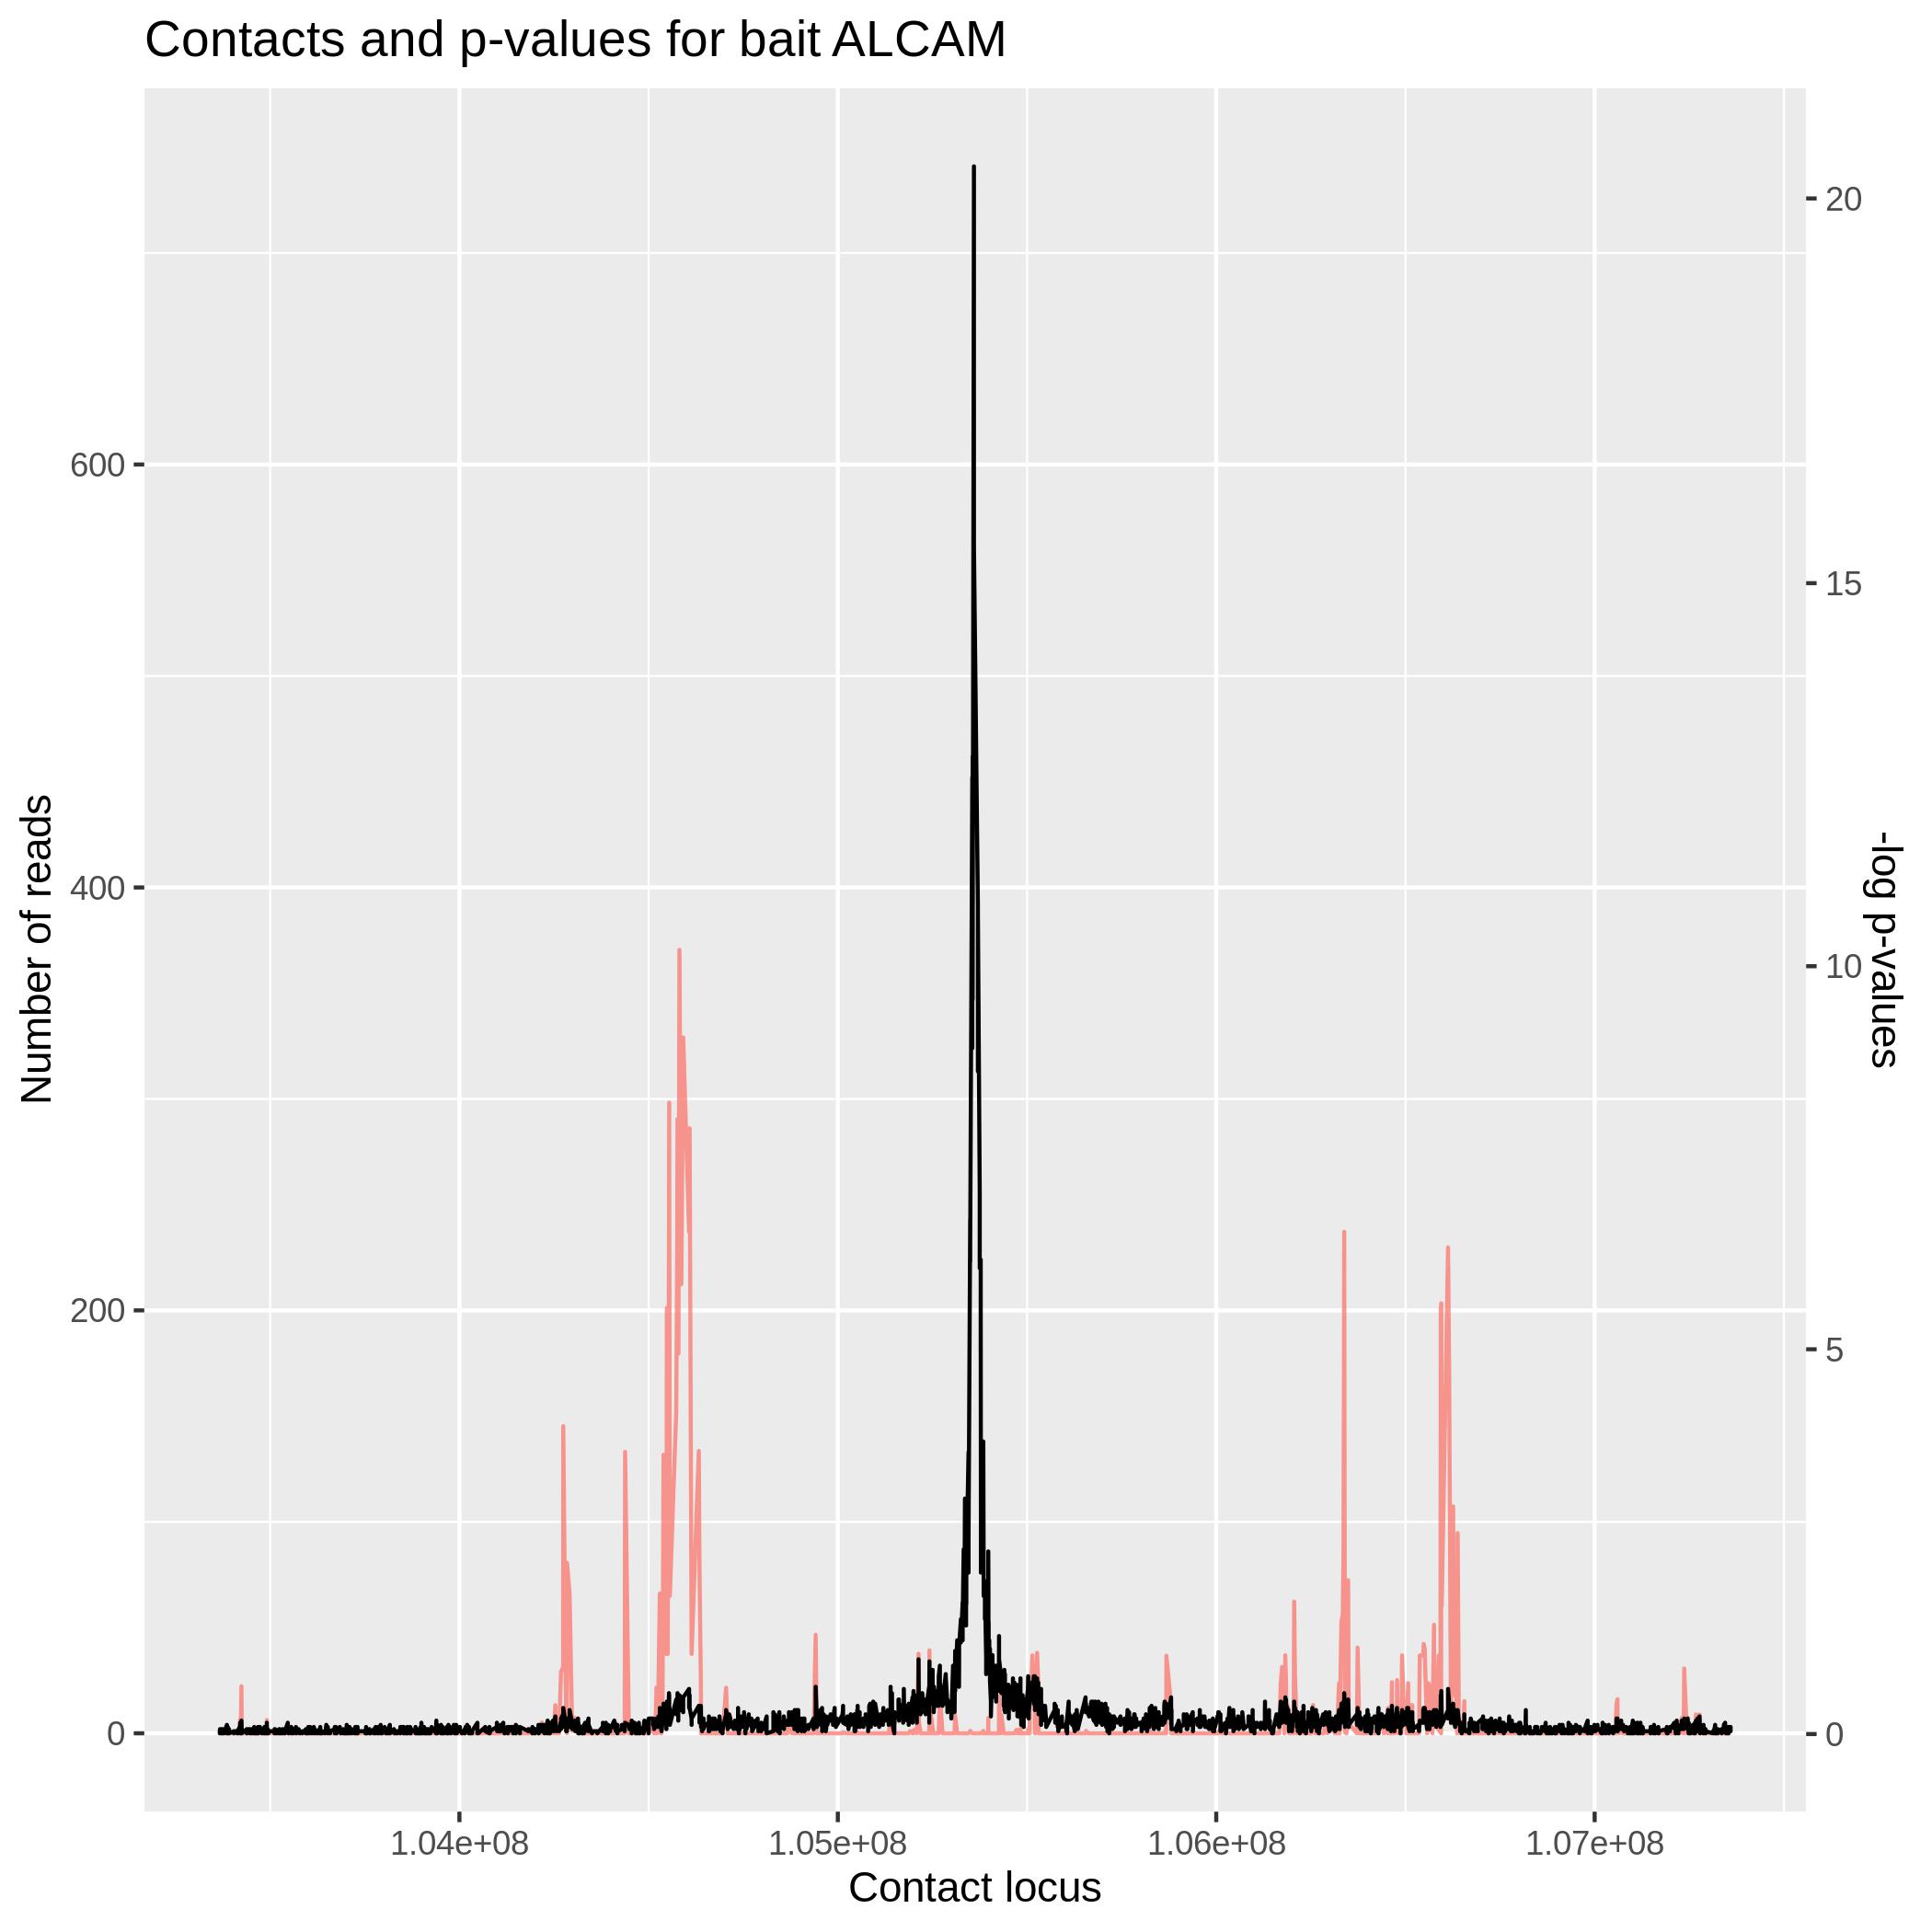 Contacts and p-values for bait ALCAM
Number of reads
600
400
200
0
20
15
10
5
0
-log p-values
1.04e+08
1.05e+08
1.06e+08
1.07e+08
Contact locus